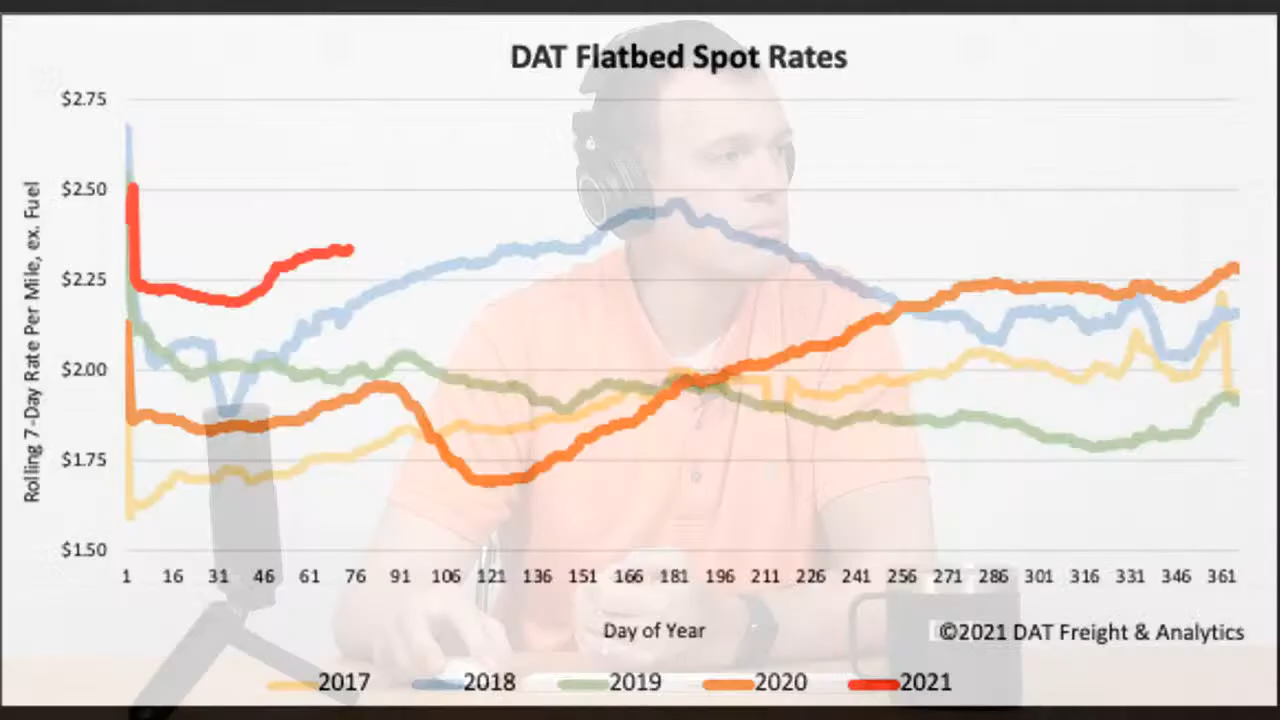 DAT Flatbed Spot Rates
Rolling 7-Day Rate Per Mile, ex. Fuel
$2.75
$2.50
$2.25
$2.00
$1.75
$1.50
1 16 31 46 61 76 91 106 121 136 151 166 181 196 211 226 241 256 271 286 301 316 331 346 361
Day of Year
©2021 DAT Freight & Analytics
2017 2018 2019 2020 2021